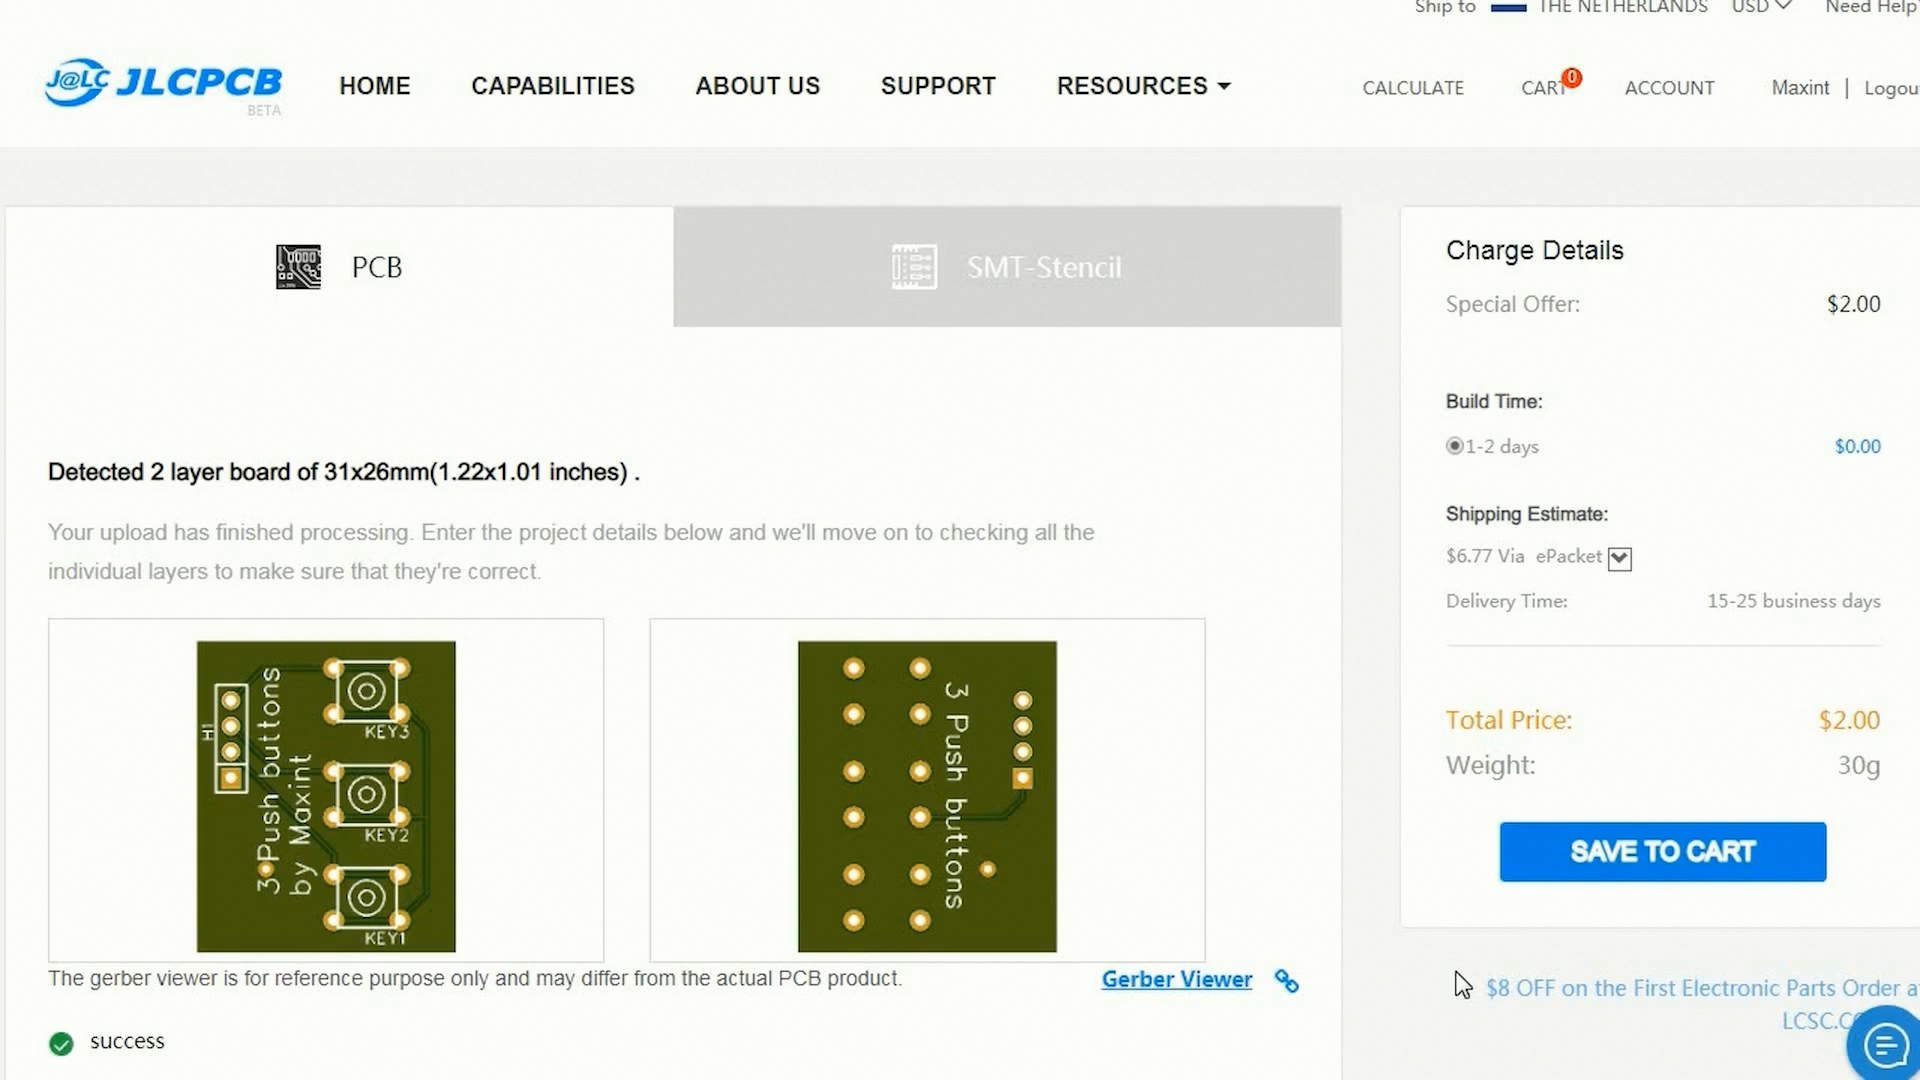 Ship to THE NETHERLANDS USD Need Help
J@LC JLCPCB
BETA
HOME CAPABILITIES ABOUT US SUPPORT RESOURCES
CALCULATE CART 0 ACCOUNT Maxint | Logou
PCB
SMT-Stencil
Detected 2 layer board of 31x26mm(1.22x1.01 inches) .
Your upload has finished processing. Enter the project details below and we'll move on to checking all the
individual layers to make sure that they're correct.
H1
3 Push buttons
by Maxint
KEY3
KEY2
KEY1
3 Push buttons
The gerber viewer is for reference purpose only and may differ from the actual PCB product.
Gerber Viewer
success
Charge Details
Special Offer: $2.00
Build Time:
1-2 days $0.00
Shipping Estimate:
$6.77 Via ePacket
Delivery Time: 15-25 business days
Total Price: $2.00
Weight: 30g
SAVE TO CART
$8 OFF on the First Electronic Parts Order a
LCSC.C